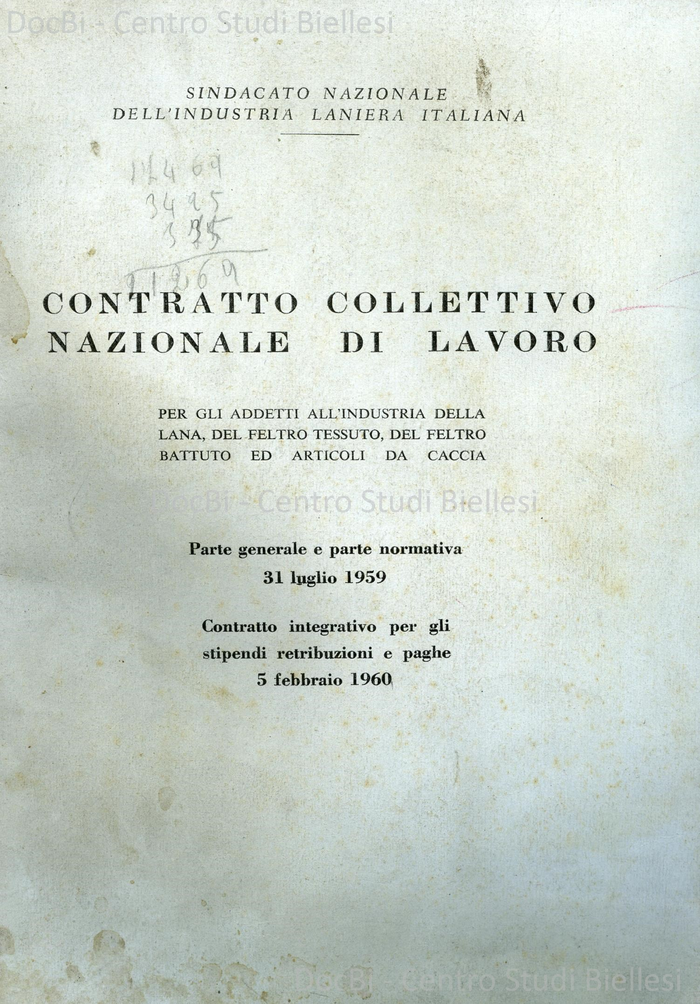 DocBi - Centro Studi Biellesi
SINDACATO NAZIONALE
DELL'INDUSTRIA LANIERA ITALIANA
3425
11269
CONTRATTO COLLETTIVO
NAZIONALE DI LAVORO
PER GLI ADDETTI ALL'INDUSTRIA DELLA
LANA, DEL FELTRO TESSUTO, DEL FELTRO
BATTUTO ED ARTICOLI DA CACCIA
DocBi - Centro Studi Biellesi
Parte generale e parte normativa
31 luglio 1959
Contratto integrativo per gli
stipendi retribuzioni e paghe
5 febbraio 1960
DocBi - Centro Studi Biellesi